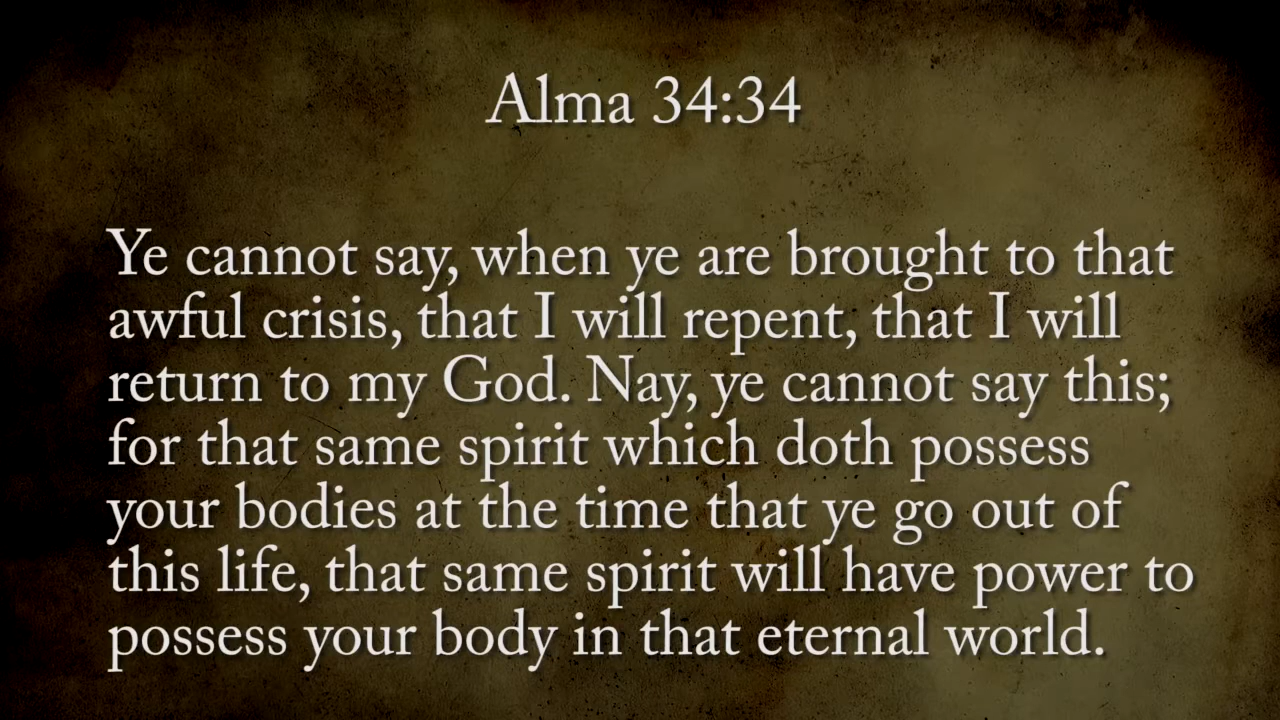 Alma 34:34
Ye cannot say, when ye are brought to that
awful crisis, that I will repent, that I will
return to my God. Nay, ye cannot say this;
for that same spirit which doth possess
your bodies at the time that ye go out of
this life, that same spirit will have power to
possess your body in that eternal world.